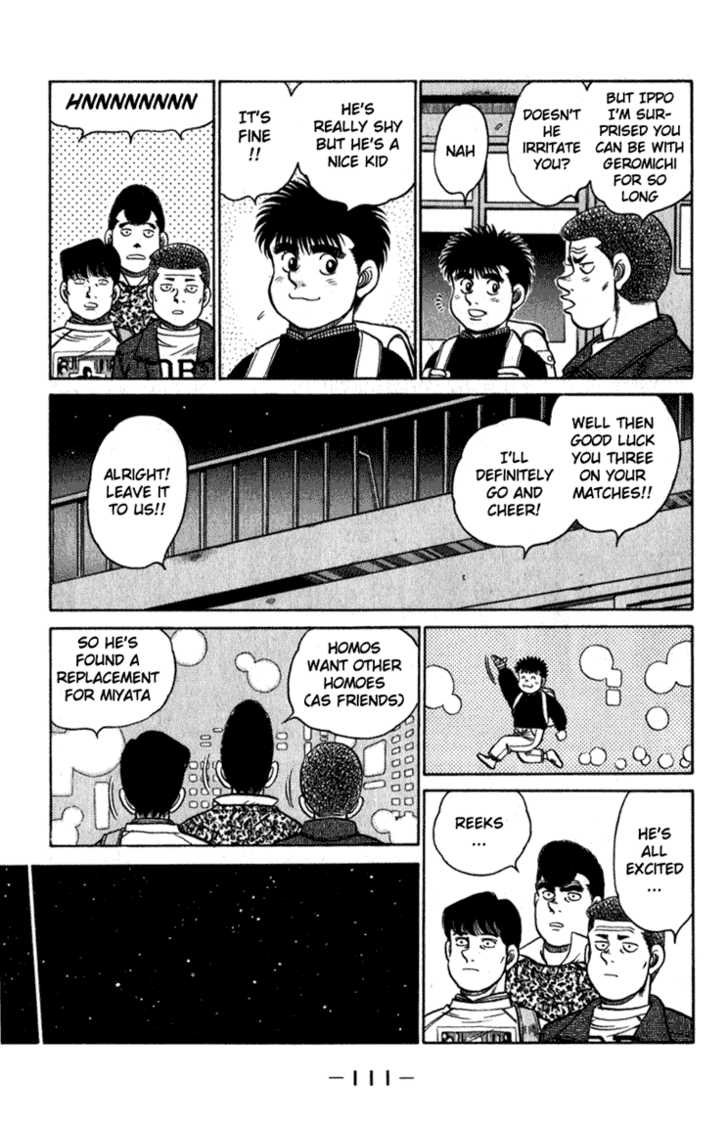 BUT IPPO
I'M SUR-
PRISED YOU
CAN BE WITH
GEROMICHI
FOR SO
LONG
DOESN'T
HE
IRRITATE
YOU?
NAH
HE'S
REALLY SHY
BUT HE'S A
NICE KID
IT'S
FINE
!!
HNNNNNNNN
WELL THEN
GOOD LUCK
YOU THREE
ON YOUR
MATCHES!!
I'LL
DEFINITELY
GO AND
CHEER!
ALRIGHT!
LEAVE IT
TO US!!
HE'S
ALL
EXCITED
...
REEKS
...
HOMOS
WANT OTHER
HOMOES
(AS FRIENDS)
SO HE'S
FOUND A
REPLACEMENT
FOR MIYATA
-111-